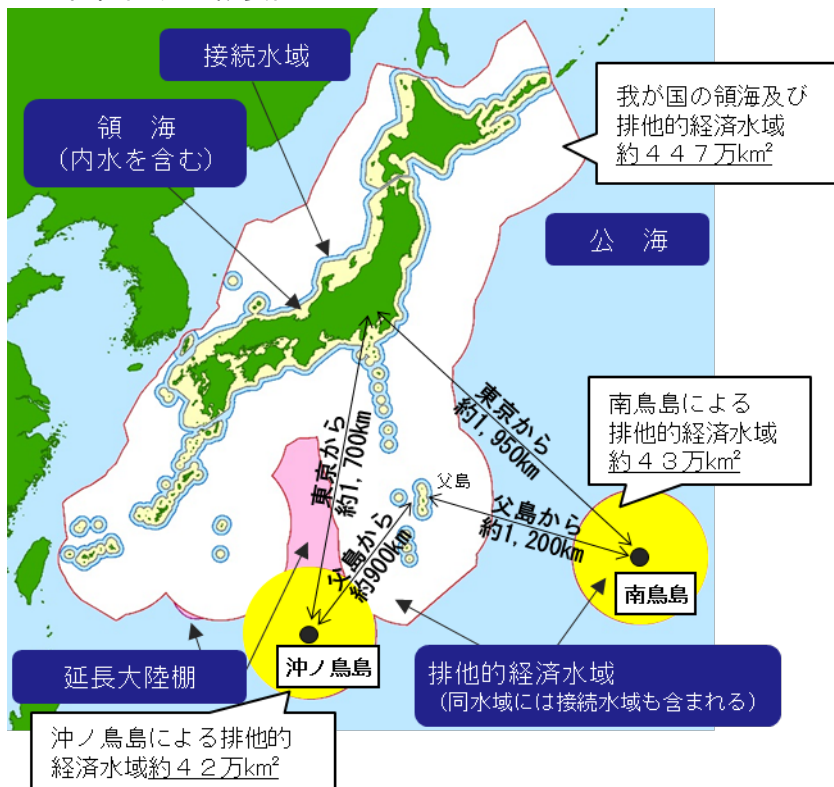 接続水域
領　海
（内水を含む）
我が国の領海及び
排他的経済水域
約４４７万km²
公　海
東京から
約1,700km
東京から
約1,950km
父島
父島から
約900km
父島から
約1,200km
南鳥島による
排他的経済水域
約４３万km²
南鳥島
沖ノ鳥島
延長大陸棚
排他的経済水域
（同水域には接続水域も含まれる）
沖ノ鳥島による排他的
経済水域約４２万km²